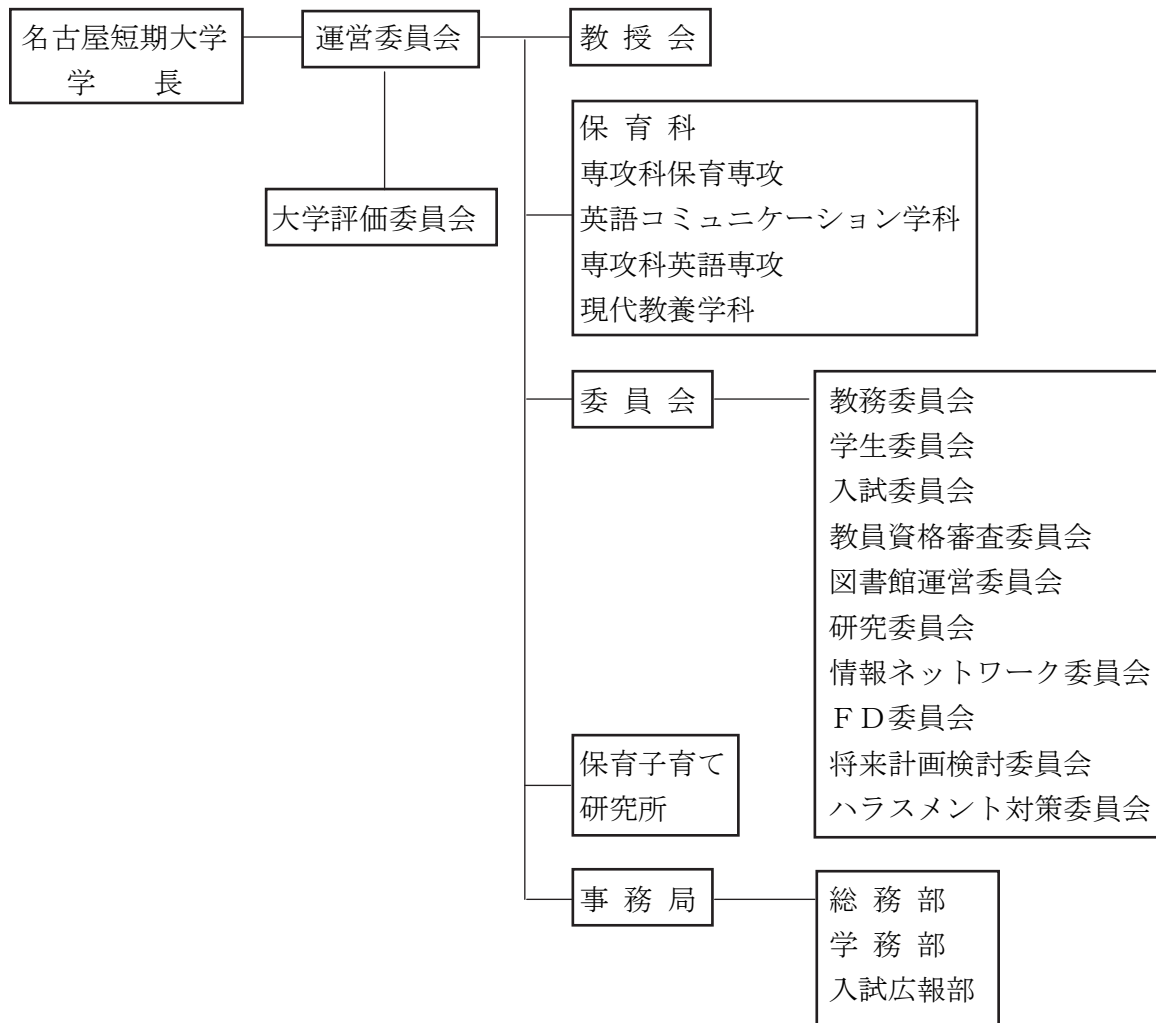 名古屋短期大学
学　　長
運営委員会
教 授 会
大学評価委員会
保 育 科
専攻科保育専攻
英語コミュニケーション学科
専攻科英語専攻
現代教養学科
委 員 会
教務委員会
学生委員会
入試委員会
教員資格審査委員会
図書館運営委員会
研究委員会
情報ネットワーク委員会
ＦＤ委員会
将来計画検討委員会
ハラスメント対策委員会
保育子育て
研究所
事 務 局
総 務 部
学 務 部
入試広報部